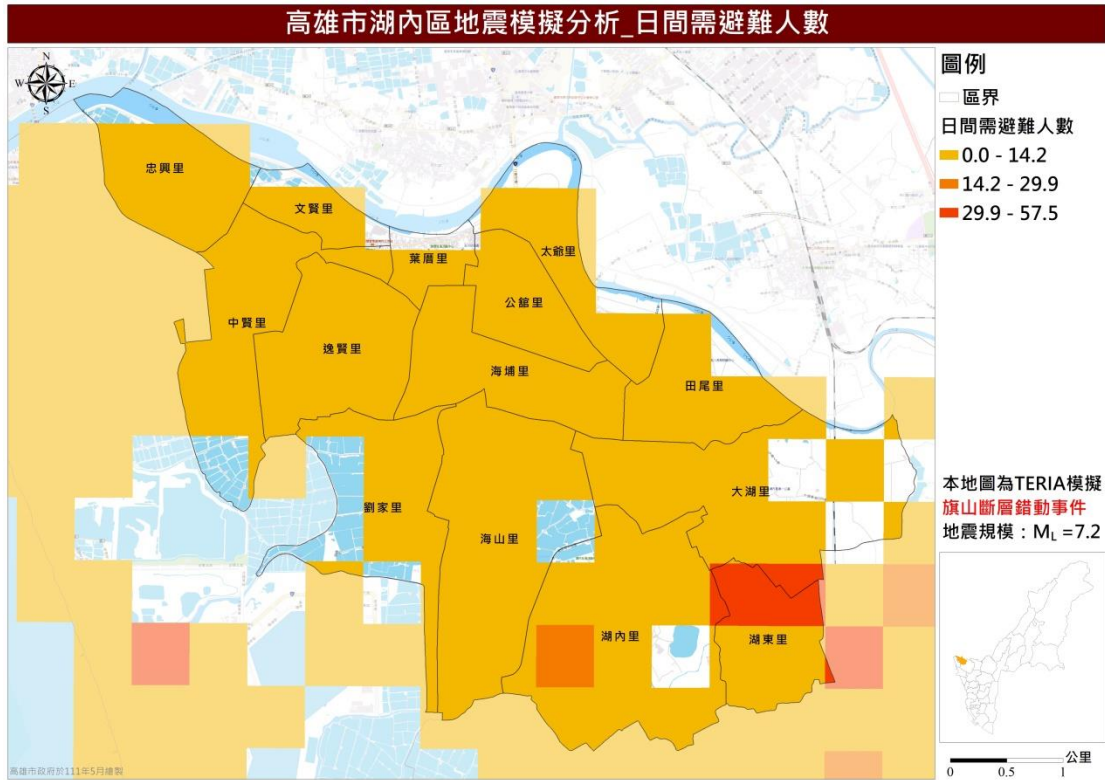 高雄市湖內區地震模擬分析_日間需避難人數
N
W
E
S
圖例
區界
日間需避難人數
0.0 - 14.2
14.2 - 29.9
29.9 - 57.5
忠興里
文賢里
葉厝里
太爺里
公館里
中賢里
逸賢里
海埔里
田尾里
大湖里
劉家里
海山里
湖內里
湖東里
本地圖為TERIA模擬
旗山斷層錯動事件
地震規模：ML =7.2
公里
0 0.5 1
高雄市政府於111年5月繪製